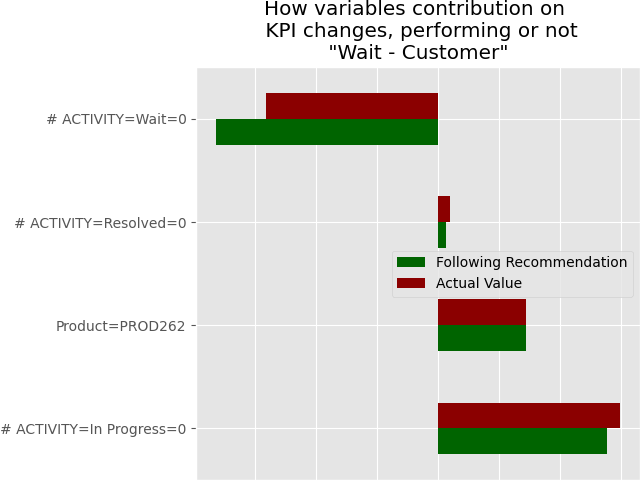 How variables contribution on
KPI changes, performing or not
"Wait - Customer"
# ACTIVITY=Wait=0
# ACTIVITY=Resolved=0
Following Recommendation
Actual Value
Product=PROD262
# ACTIVITY=In Progress=0